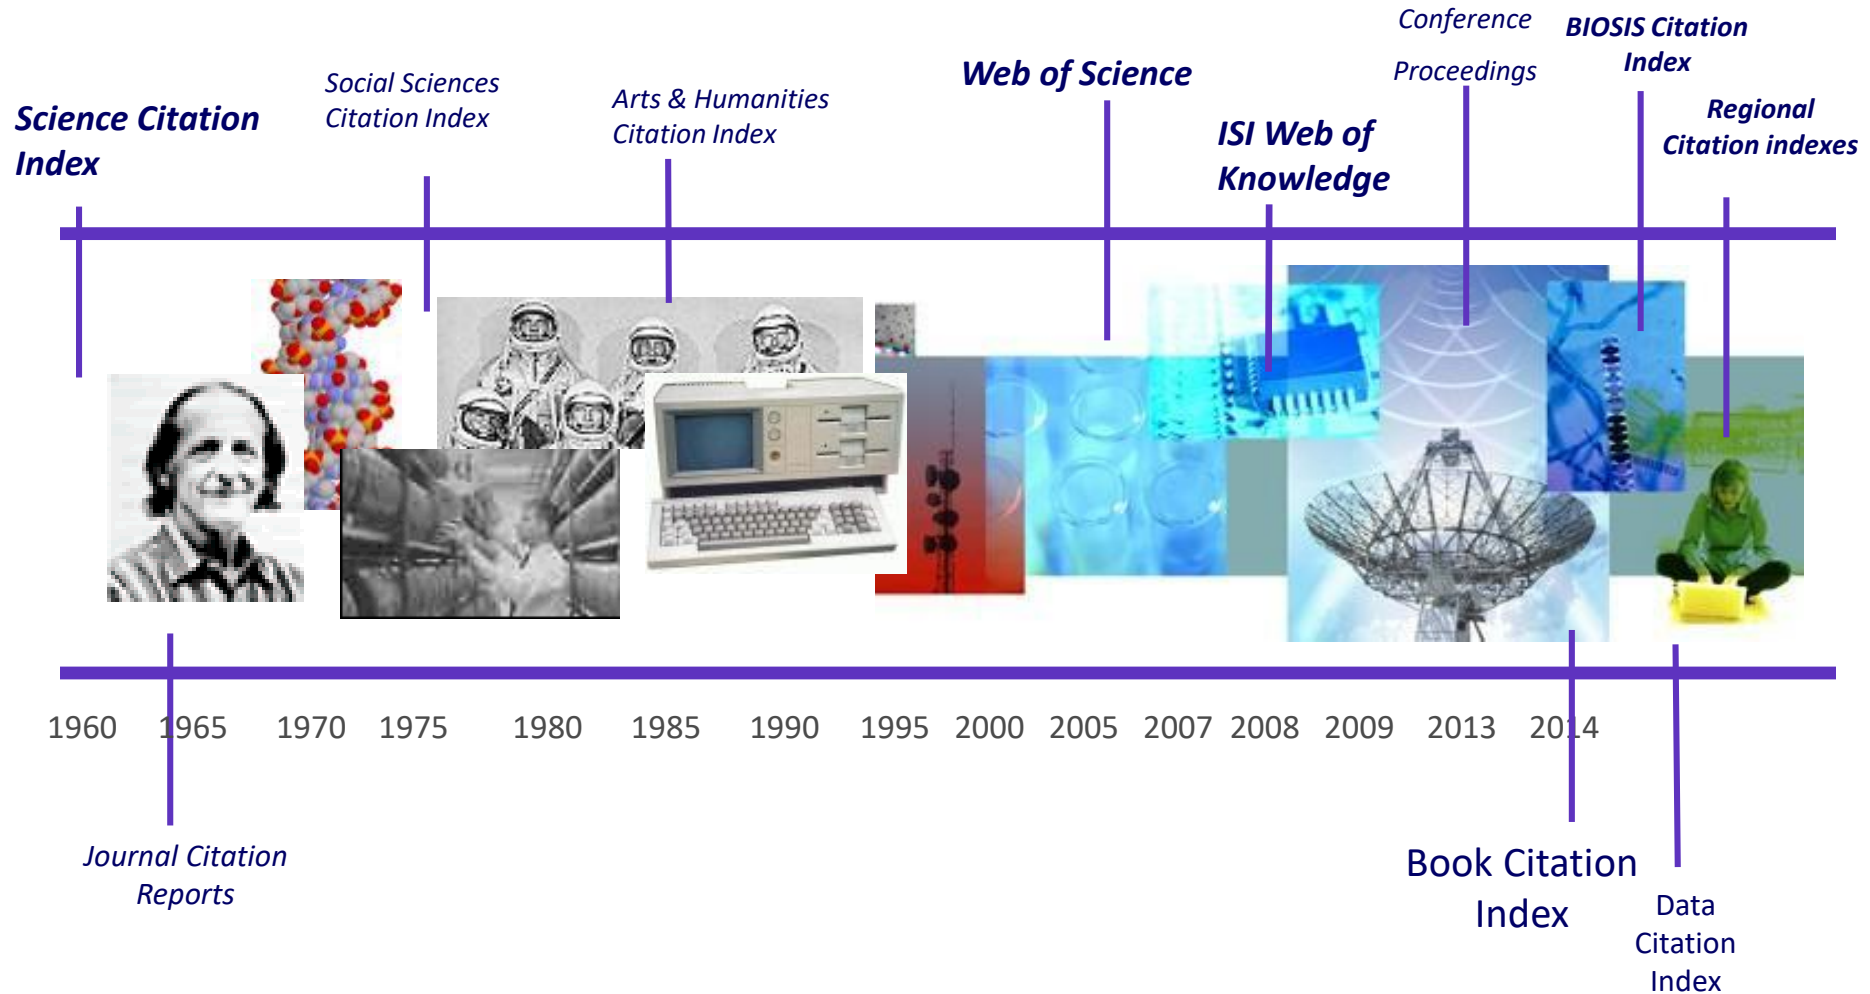 Science Citation
Index
Social Sciences
Citation Index
Arts & Humanities
Citation Index
Web of Science
ISI Web of
Knowledge
Conference
Proceedings
BIOSIS Citation
Index
Regional
Citation indexes
1960 1965 1970 1975 1980 1985 1990 1995 2000 2005 2007 2008 2009 2013 2014
Journal Citation
Reports
Book Citation
Index
Data
Citation
Index